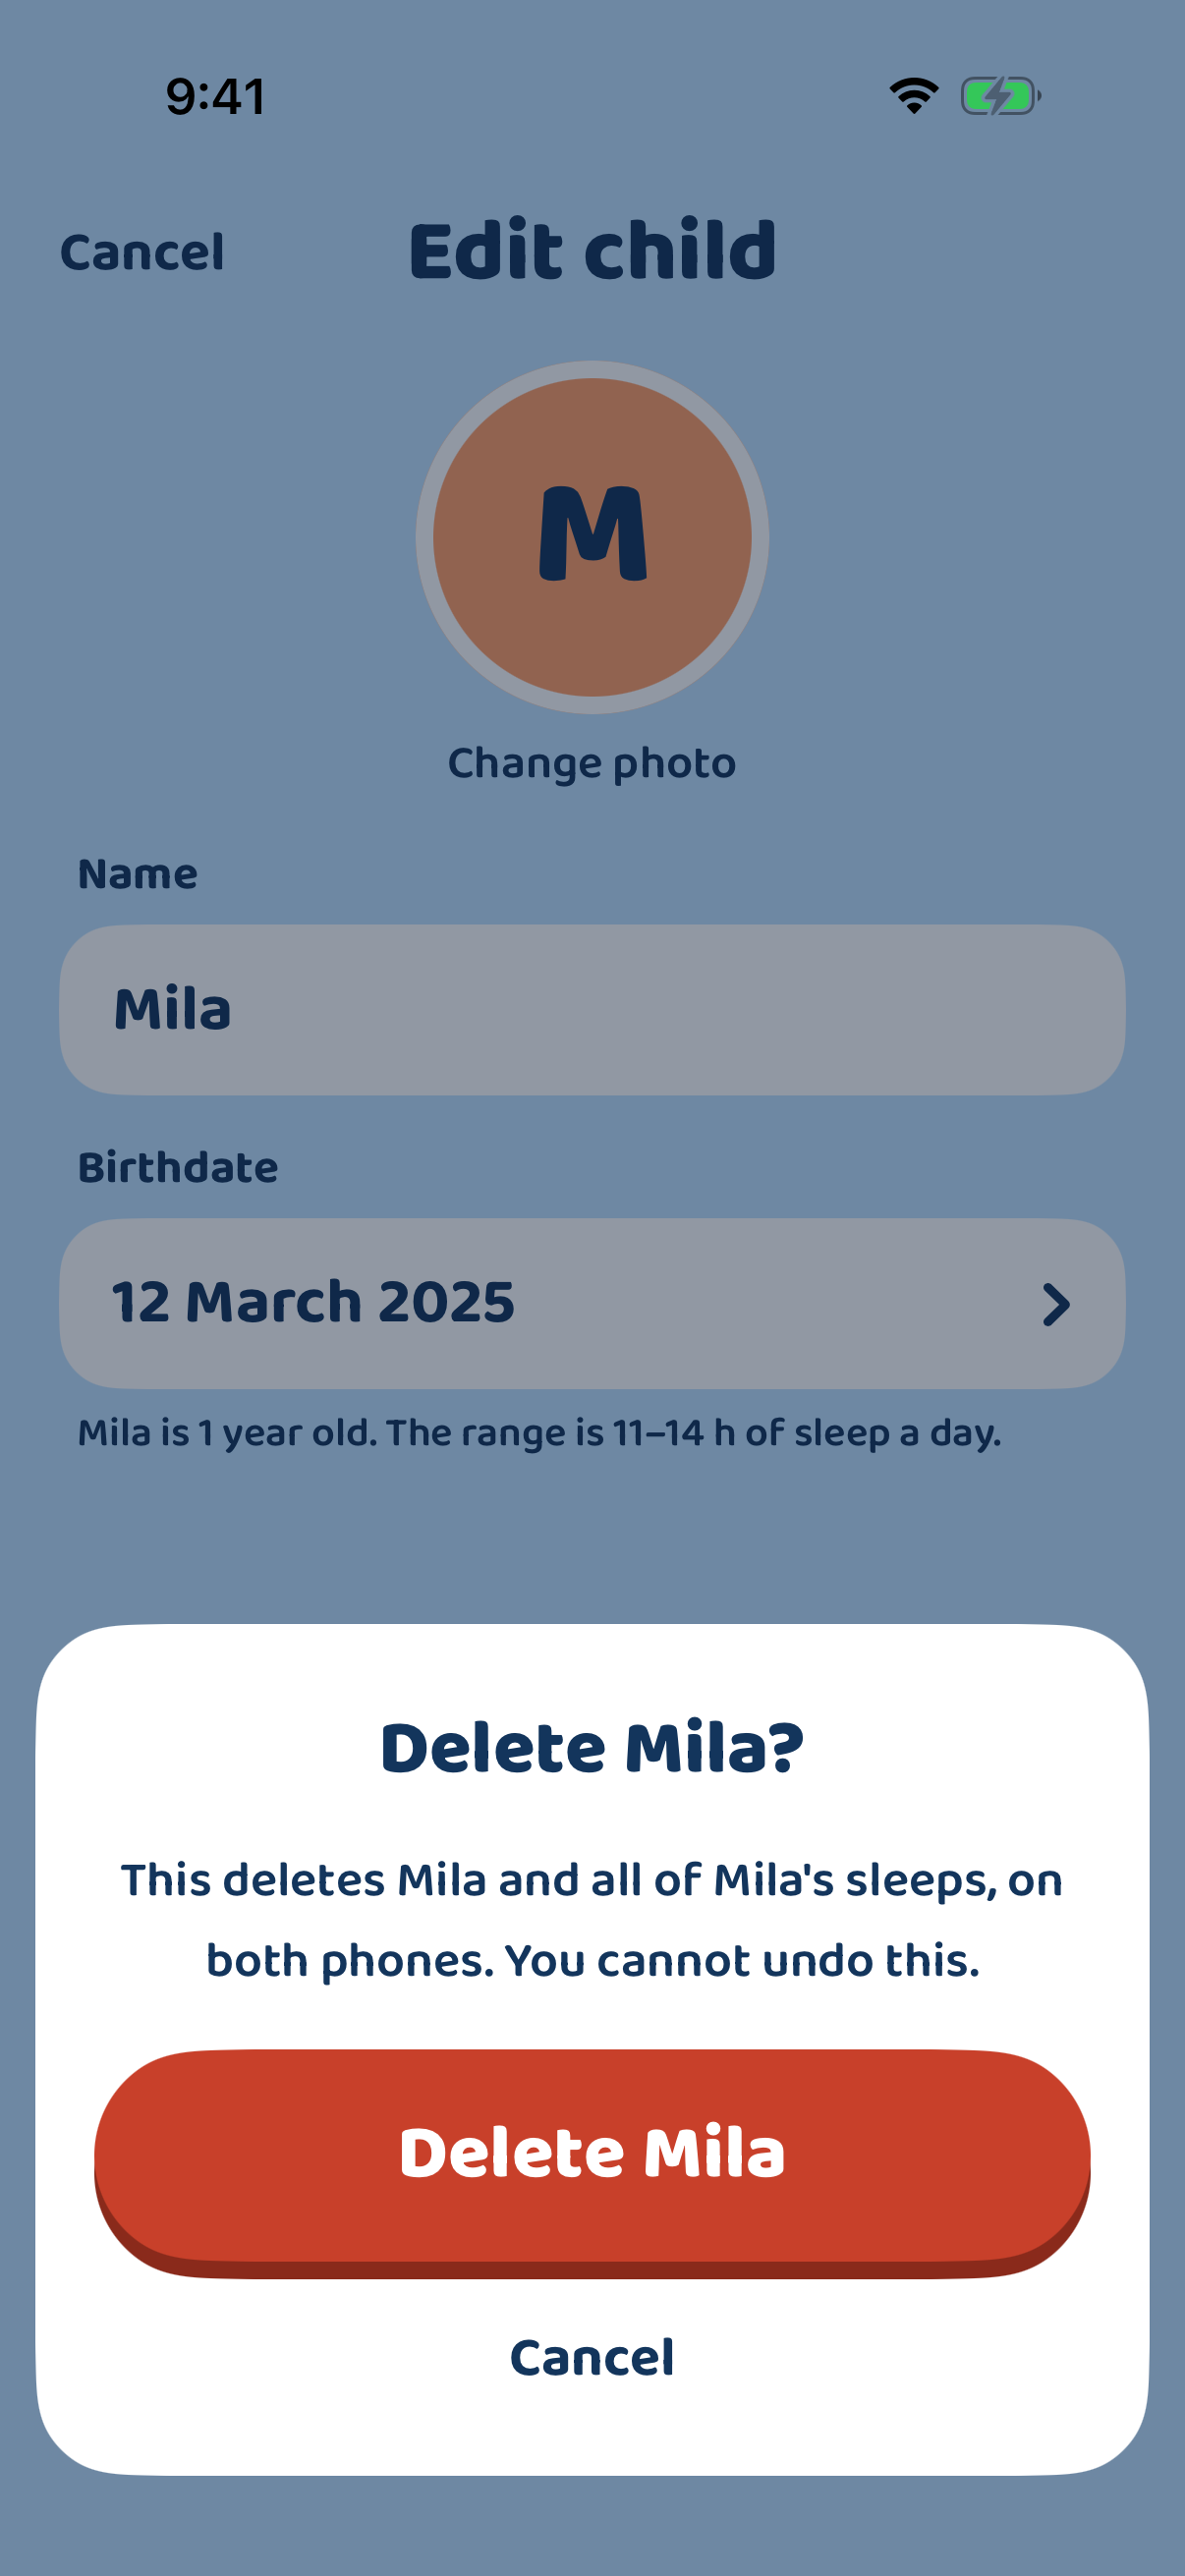 9:41
Cancel
Edit child
M
Change photo
Name
Mila
Birthdate
12 March 2025
Mila is 1 year old. The range is 11–14 h of sleep a day.
Delete Mila?
This deletes Mila and all of Mila's sleeps, on
both phones. You cannot undo this.
Delete Mila
Cancel